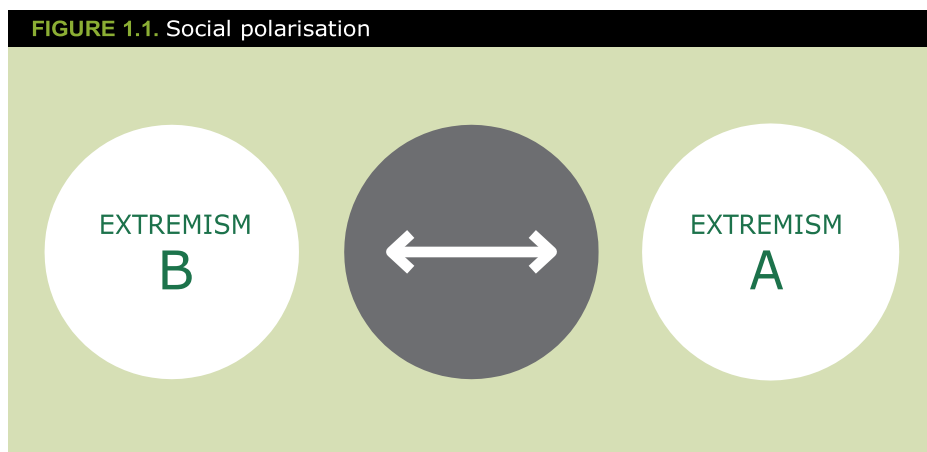 FIGURE 1.1. Social polarisation
EXTREMISM
B
EXTREMISM
A